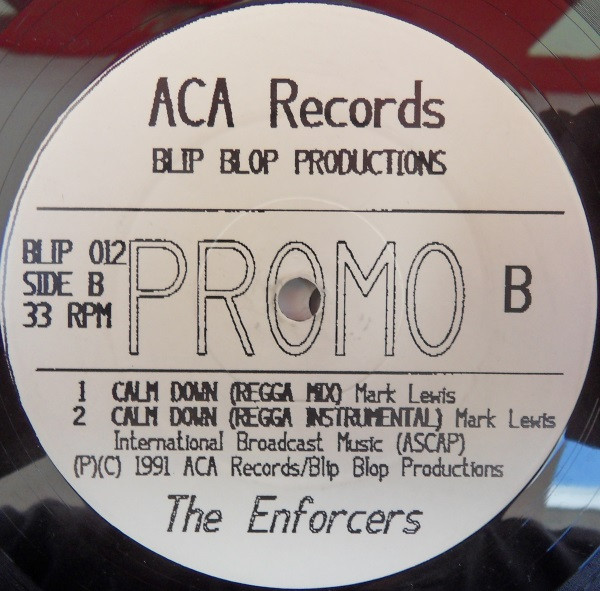 ACA Records
BLIP BLOP PRODUCTIONS
BLIP 012
SIDE B
33 RPM
PROMO
B
1 CALM DOWN (REGGA MIX) Mark Lewis
2 CALM DOWN (REGGA INSTRUMENTAL) Mark Lewis
International Broadcast Music (ASCAP)
(P)(C) 1991 ACA Records/Blip Blop Productions
The Enforcers